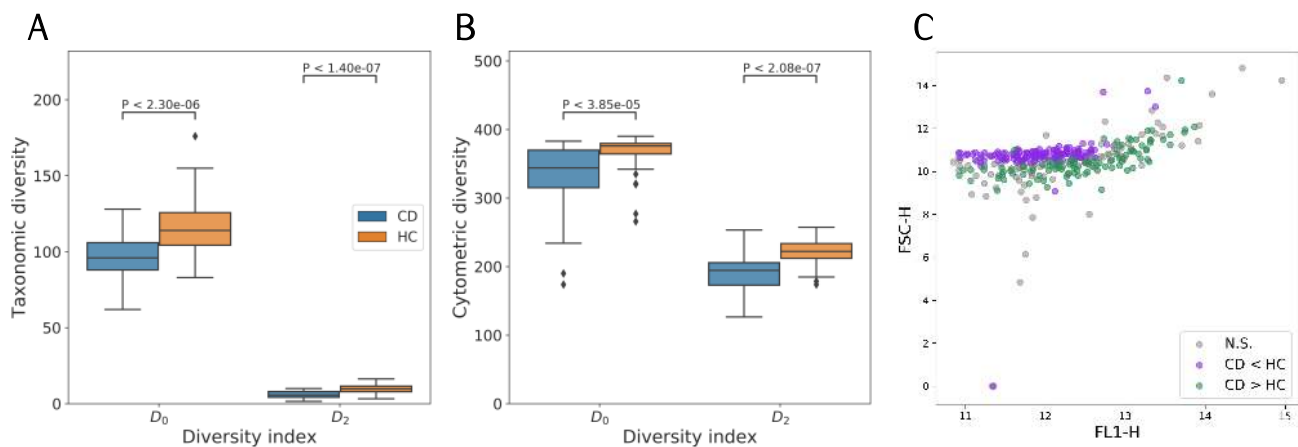 A
Taxonomic diversity
200
150
100
50
0
P < 2.30e-06
P < 1.40e-07
CD
HC
D0
D2
Diversity index
B
Cytometric diversity
500
400
300
200
100
0
P < 3.85e-05
P < 2.08e-07
D0
D2
Diversity index
C
FSC-H
14
12
10
8
6
4
2
0
N.S.
CD < HC
CD > HC
11
12
13
14
15
FL1-H